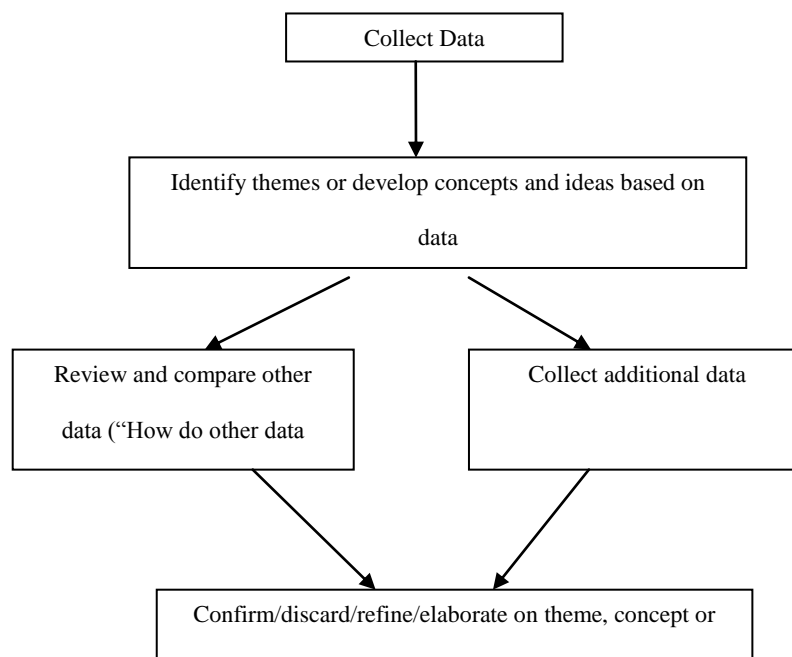 Collect Data
Identify themes or develop concepts and ideas based on
data
Review and compare other
data (“How do other data
Collect additional data
Confirm/discard/refine/elaborate on theme, concept or